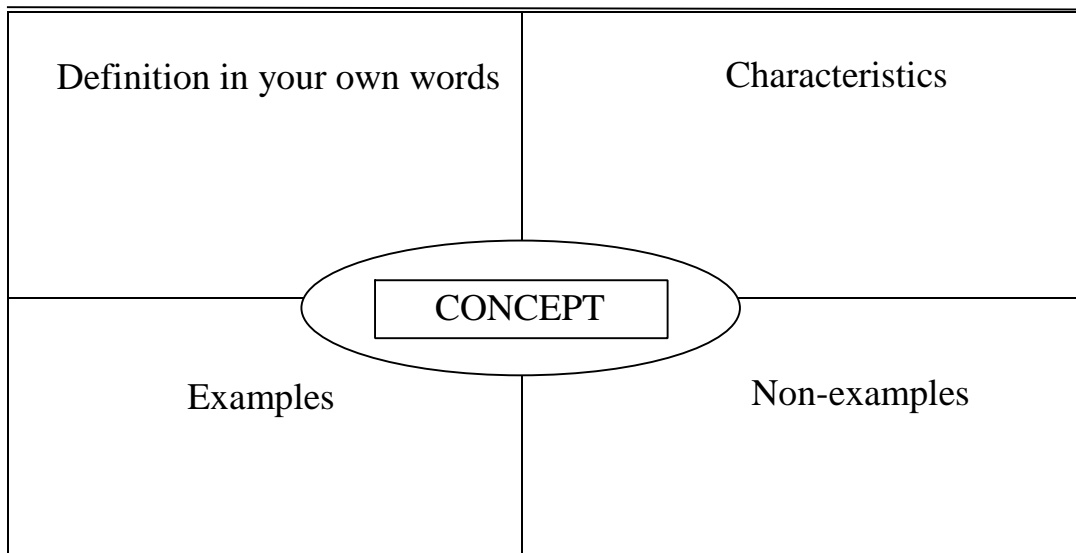 Definition in your own words
Characteristics
CONCEPT
Examples
Non-examples